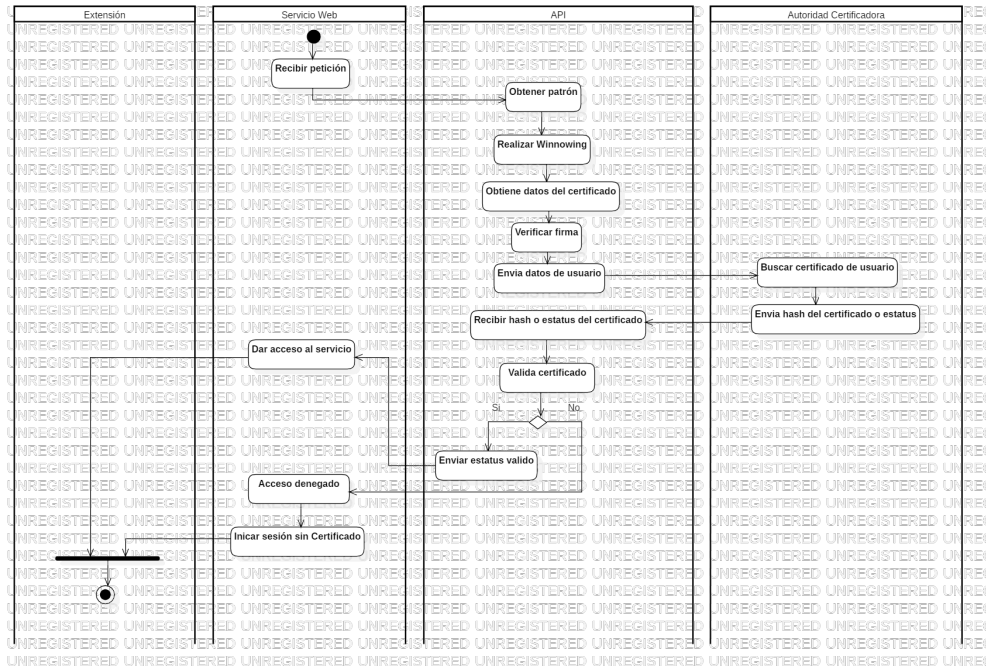 Extensión
Servicio Web
API
Autoridad Certificadora
Recibir petición
Obtener patrón
Realizar Winnowing
Obtiene datos del certificado
Verificar firma
Envia datos de usuario
Buscar certificado de usuario
Envia hash del certificado o estatus
Recibir hash o estatus del certificado
Dar acceso al servicio
Valida certificado
Si
No
Enviar estatus valido
Acceso denegado
Inicar sesión sin Certificado
UNREGISTERED